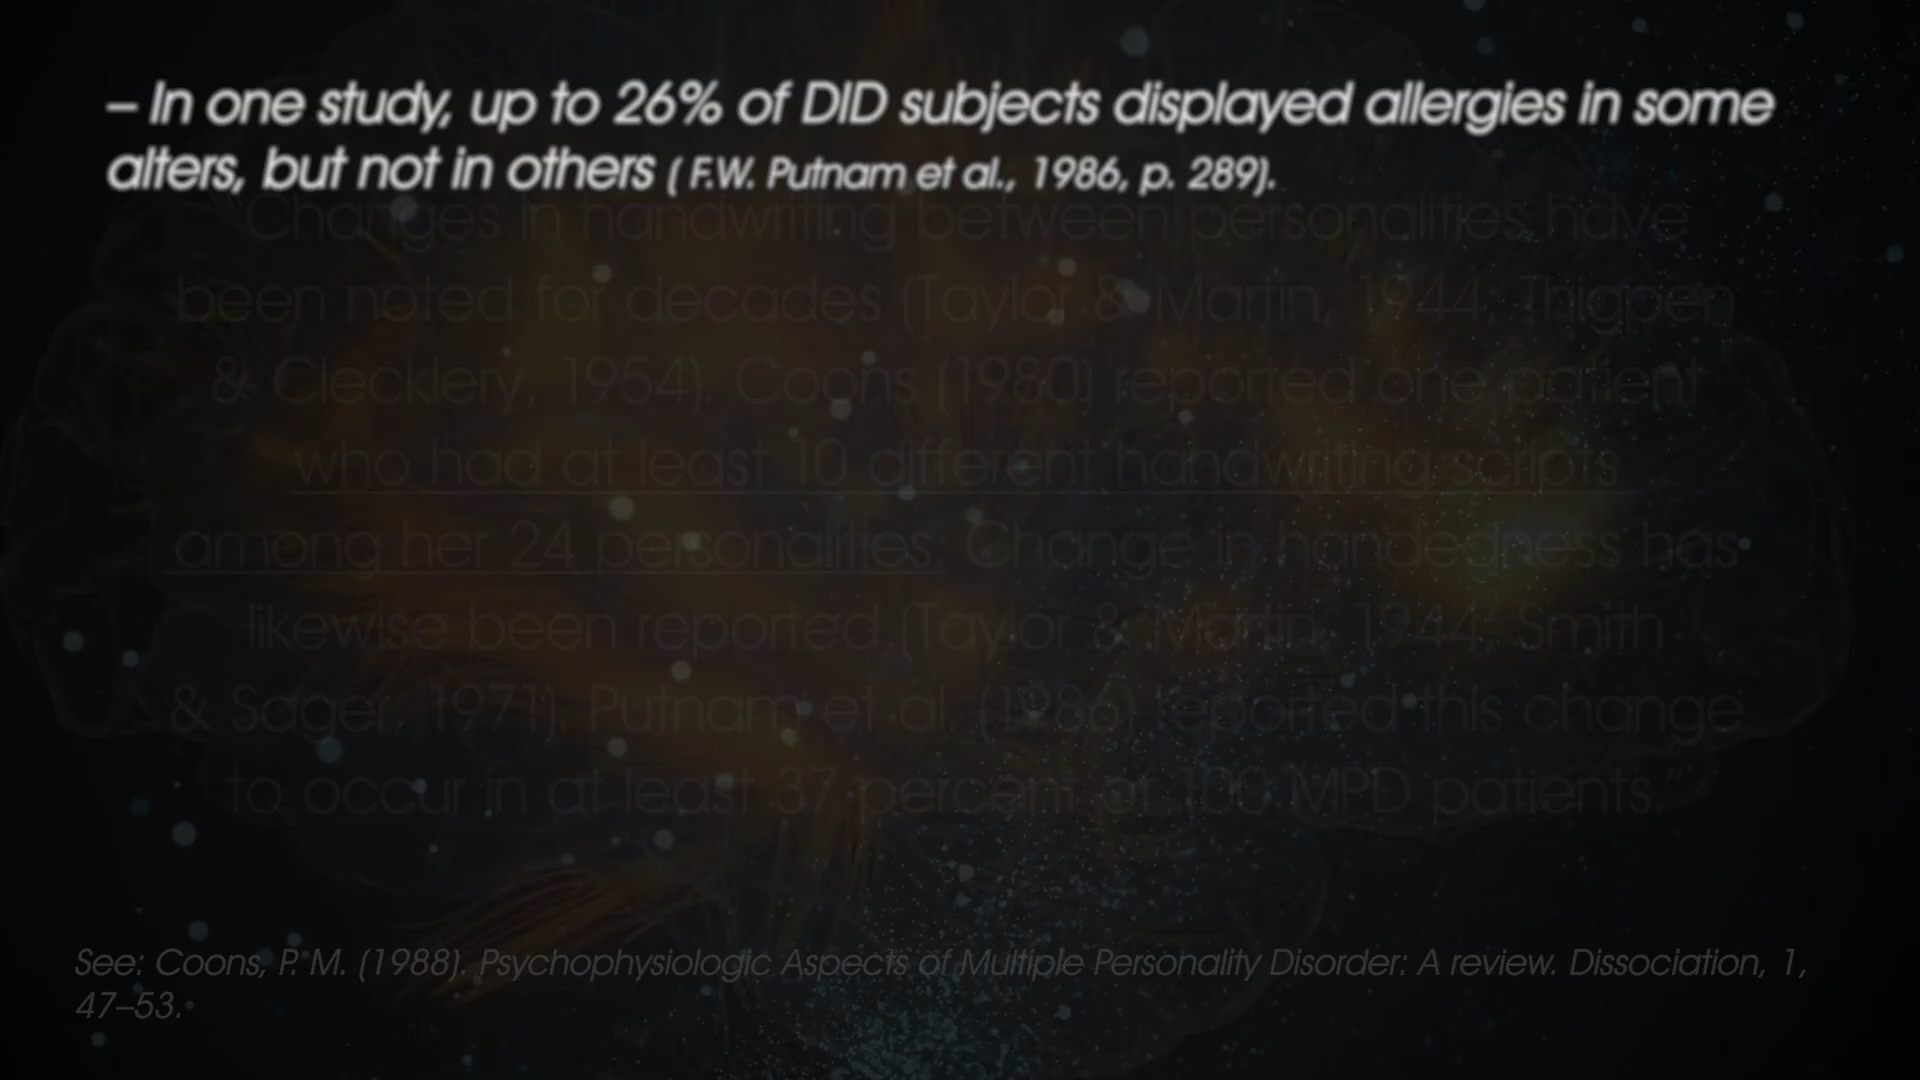 – In one study, up to 26% of DID subjects displayed allergies in some
alters, but not in others ( F.W. Putnam et al., 1986, p. 289).
"Changes in handwriting between personalities have
been noted for decades (Taylor & Martin, 1944; Thigpen
& Cleckley, 1954). Coons (1980) reported one patient
who had at least 10 different handwriting scripts
among her 24 personalities. Change in handedness has
likewise been reported (Taylor & Martin, 1944; Smith
& Sager, 1971). Putnam et al. (1986) reported this change
to occur in at least 37 percent of 100 MPD patients."
See: Coons, P. M. (1988). Psychophysiologic Aspects of Multiple Personality Disorder: A review. Dissociation, 1,
47–53.